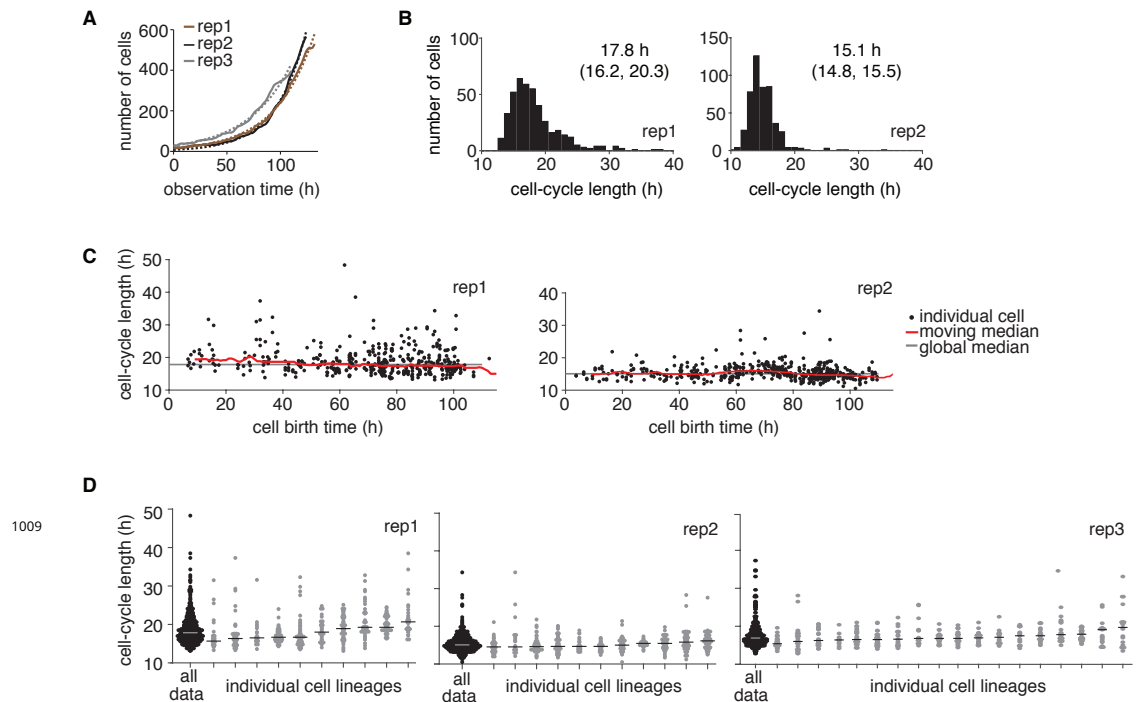 A
number of cells
600
400
200
0
0 50 100
observation time (h)
rep1
rep2
rep3
B
number of cells
100
50
0
10 20 30 40
cell-cycle length (h)
17.8 h
(16.2, 20.3)
rep1
150
100
50
0
10 20 30 40
cell-cycle length (h)
15.1 h
(14.8, 15.5)
rep2
C
cell-cycle length (h)
50
40
30
20
10
0 20 40 60 80 100
cell birth time (h)
rep1
40
30
20
10
0 20 40 60 80 100
cell birth time (h)
rep2
individual cell
moving median
global median
D
1009
cell-cycle length (h)
50
40
30
20
10
rep1
all
data
individual cell lineages
rep2
all
data
individual cell lineages
rep3
all
data
individual cell lineages